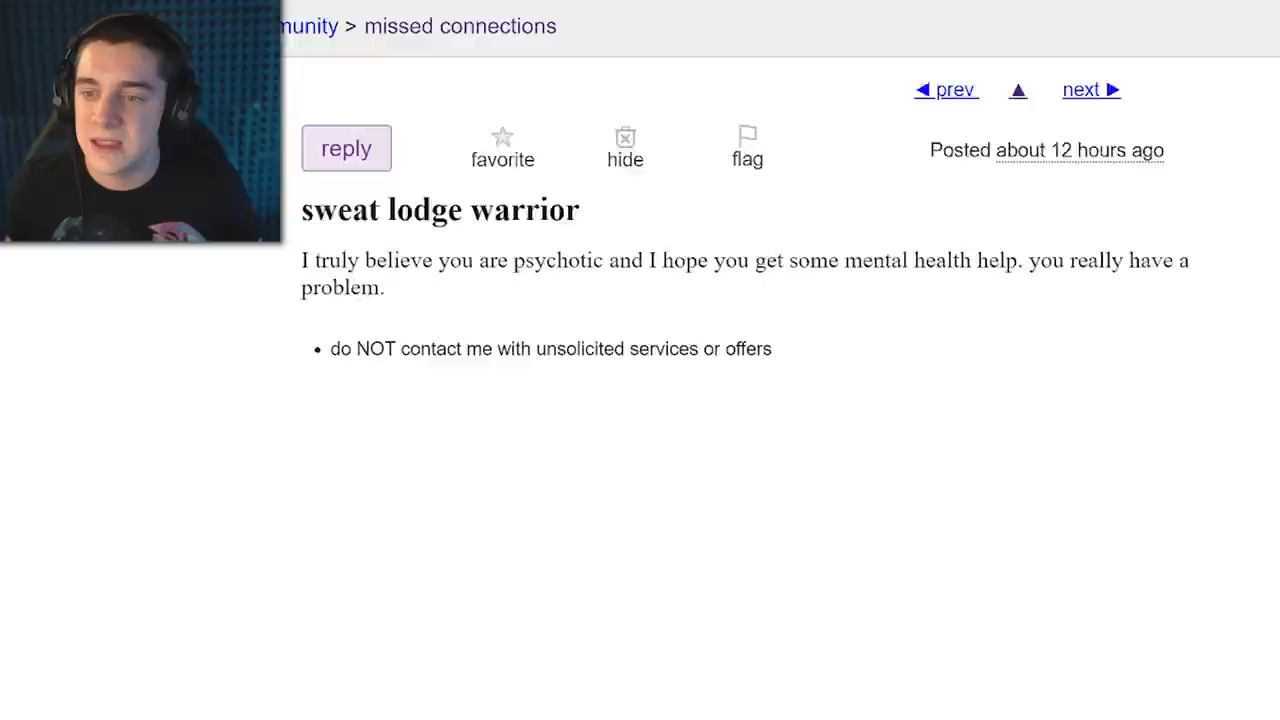 munity > missed connections
◀ prev ▲ next ▶
reply favorite hide flag Posted about 12 hours ago
sweat lodge warrior
I truly believe you are psychotic and I hope you get some mental health help. you really have a
problem.
• do NOT contact me with unsolicited services or offers